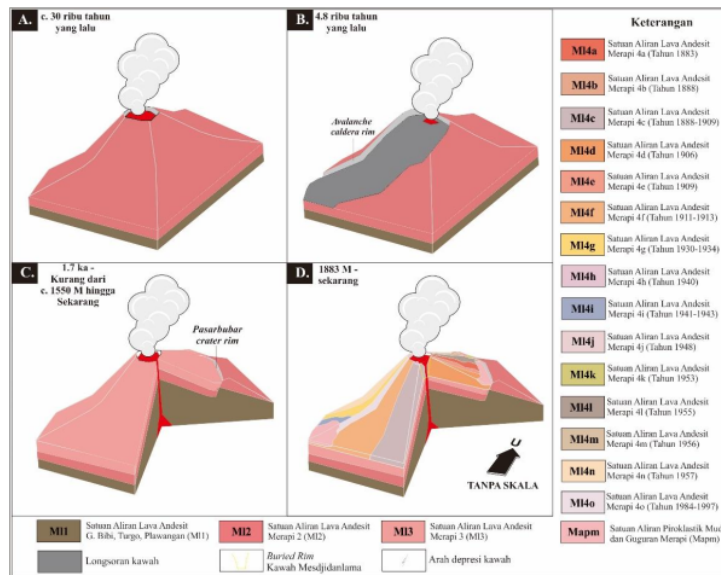 A. c. 30 ribu tahun
yang lalu
B. 4.8 ribu tahun
yang lalu
Avalanche
caldera rim
C. 1.7 ka -
Kurang dari
c. 1550 M hingga
Sekarang
Pasarbubar
crater rim
D. 1883 M -
sekarang
U
TANPA SKALA
Keterangan
Ml4a Satuan Aliran Lava Andesit
Merapi 4a (Tahun 1883)
Ml4b Satuan Aliran Lava Andesit
Merapi 4b (Tahun 1888)
Ml4c Satuan Aliran Lava Andesit
Merapi 4c (Tahun 1888-1909)
Ml4d Satuan Aliran Lava Andesit
Merapi 4d (Tahun 1906)
Ml4e Satuan Aliran Lava Andesit
Merapi 4e (Tahun 1909)
Ml4f Satuan Aliran Lava Andesit
Merapi 4f (Tahun 1911-1913)
Ml4g Satuan Aliran Lava Andesit
Merapi 4g (Tahun 1930-1934)
Ml4h Satuan Aliran Lava Andesit
Merapi 4h (Tahun 1940)
Ml4i Satuan Aliran Lava Andesit
Merapi 4i (Tahun 1941-1943)
Ml4j Satuan Aliran Lava Andesit
Merapi 4j (Tahun 1948)
Ml4k Satuan Aliran Lava Andesit
Merapi 4k (Tahun 1953)
Ml4l Satuan Aliran Lava Andesit
Merapi 4l (Tahun 1955)
Ml4m Satuan Aliran Lava Andesit
Merapi 4m (Tahun 1956)
Ml4n Satuan Aliran Lava Andesit
Merapi 4n (Tahun 1957)
Ml4o Satuan Aliran Lava Andesit
Merapi 4o (Tahun 1984-1997)
Mapm Satuan Aliran Piroklastik Mud
dan Guguran Merapi (Mapm)
Ml1 Satuan Aliran Lava Andesit
G. Bibi, Turgo, Plawangan (Ml1)
Ml2 Satuan Aliran Lava Andesit
Merapi 2 (Ml2)
Ml3 Satuan Aliran Lava Andesit
Merapi 3 (Ml3)
Longsoran kawah
Buried Rim
Kawah Mesdjidanlama
Arah depresi kawah